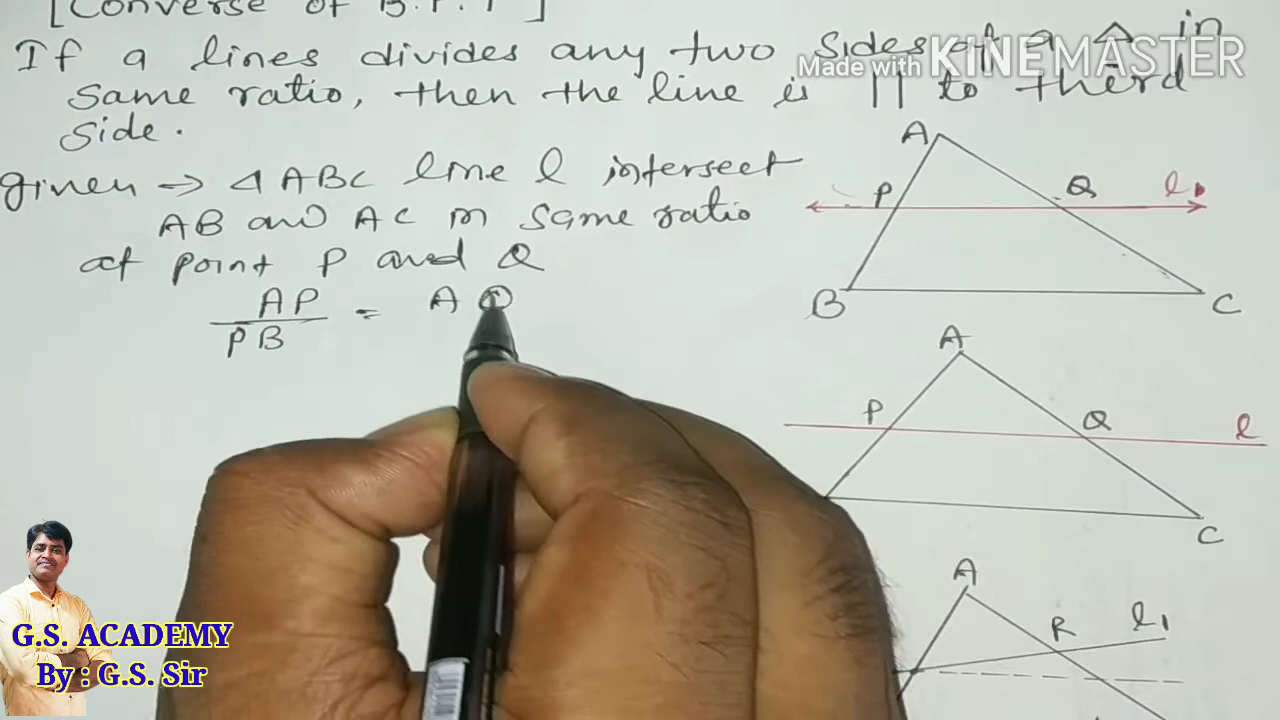 [Converse of B.P.T]
If a lines divides any two sides of a △ in
same ratio, then the line is || to therd
side.
given → △ABC line l intersect
AB and AC in same ratio
at point P and Q
AP/PB = AQ
Made with KINEMASTER
A
P Q l
B C
A
P Q l
C
A
R l₁
G.S. ACADEMY
By : G.S. Sir